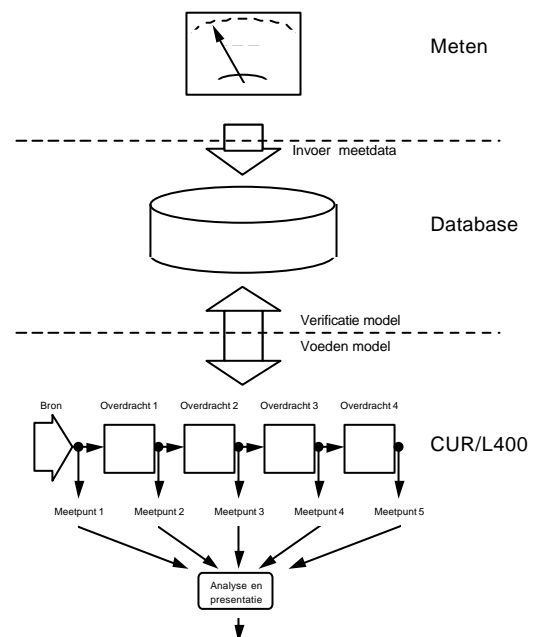 Meten
Invoer meetdata
Database
Verificatie model
Voeden model
Bron
Overdracht 1
Overdracht 2
Overdracht 3
Overdracht 4
CUR/L400
Meetpunt 1
Meetpunt 2
Meetpunt 3
Meetpunt 4
Meetpunt 5
Analyse en
presentatie